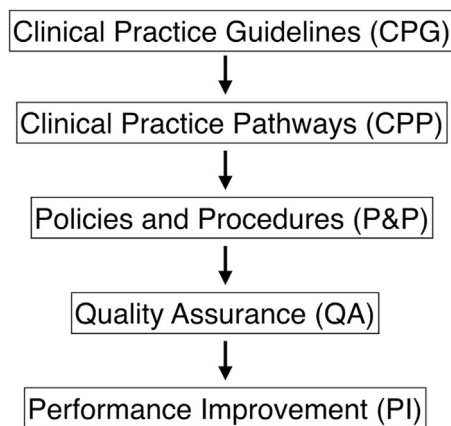 Clinical Practice Guidelines (CPG)
Clinical Practice Pathways (CPP)
Policies and Procedures (P&P)
Quality Assurance (QA)
Performance Improvement (PI)